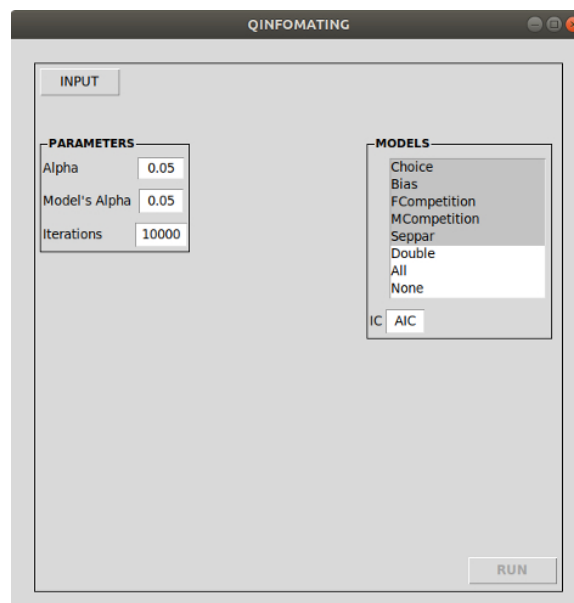 QINFOMATING
INPUT
PARAMETERS
Alpha 0.05
Model's Alpha 0.05
Iterations 10000
MODELS
Choice
Bias
FCompetition
MCompetition
Seppar
Double
All
None
IC AIC
RUN